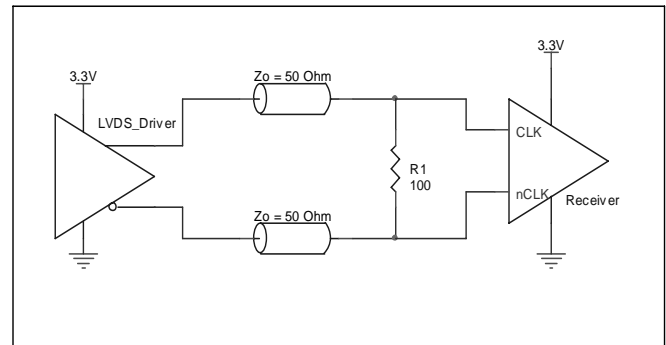 3.3V
3.3V
Zo = 50 Ohm
LVDS_Driver
CLK
R1
100
nCLK
Receiver
Zo = 50 Ohm